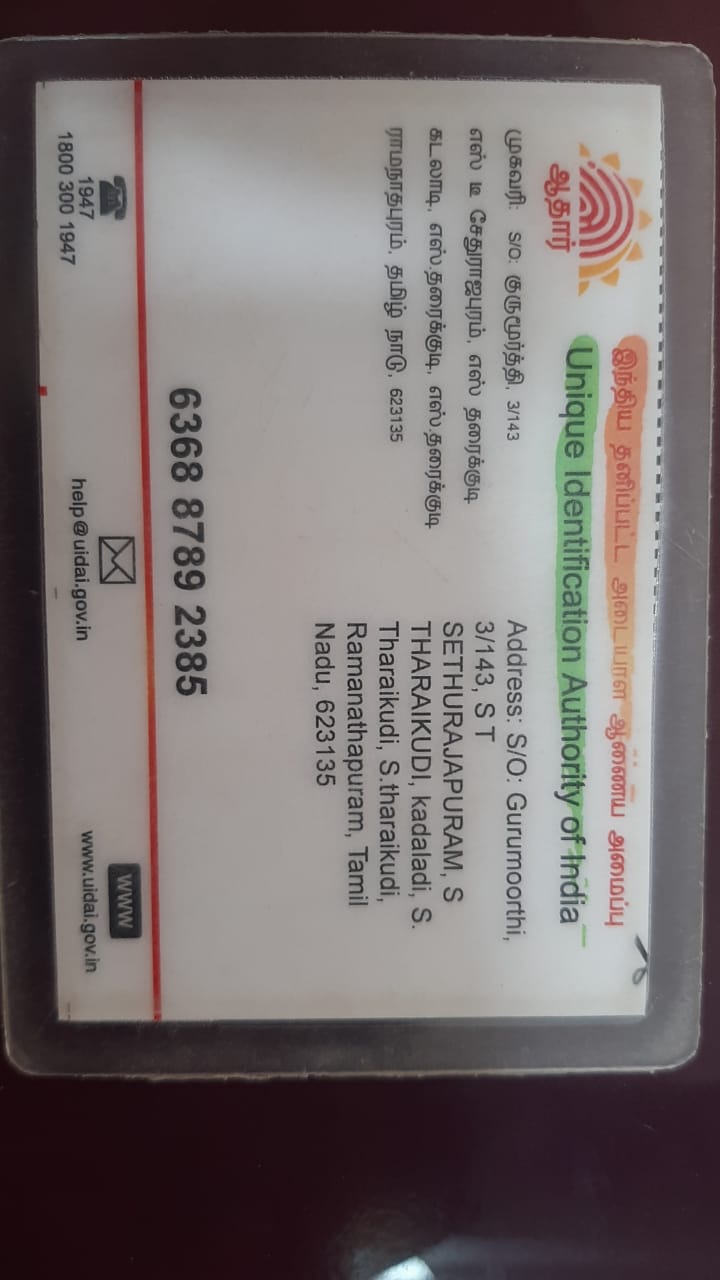 இந்திய தனிப்பட்ட அடையாள ஆணைய அமைப்பு
Unique Identification Authority of India
ஆதார்
முகவரி: S/O: குருமூர்த்தி, 3/143
எஸ் டீ சேதுராஜபுரம், எஸ் தரைக்குடி
கடலாடி, எஸ்.தரைக்குடி, எஸ்.தரைக்குடி
ராமநாதபுரம், தமிழ் நாடு, 623135
Address: S/O: Gurumoorthi,
3/143, S T
SETHURAJAPURAM, S
THARAIKUDI, kadaladi, S.
Tharaikudi, S.tharaikudi,
Ramanathapuram, Tamil
Nadu, 623135
6368 8789 2385
1947
1800 300 1947
help@uidai.gov.in
www
www.uidai.gov.in